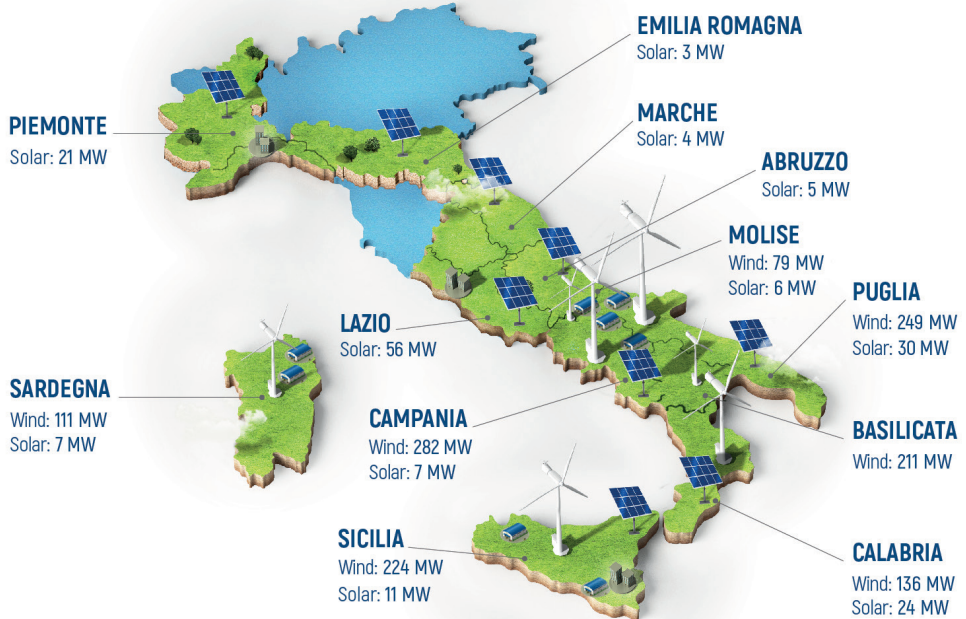 EMILIA ROMAGNA
Solar: 3 MW
PIEMONTE
Solar: 21 MW
MARCHE
Solar: 4 MW
ABRUZZO
Solar: 5 MW
MOLISE
Wind: 79 MW
Solar: 6 MW
PUGLIA
Wind: 249 MW
Solar: 30 MW
LAZIO
Solar: 56 MW
SARDEGNA
Wind: 111 MW
Solar: 7 MW
CAMPANIA
Wind: 282 MW
Solar: 7 MW
BASILICATA
Wind: 211 MW
SICILIA
Wind: 224 MW
Solar: 11 MW
CALABRIA
Wind: 136 MW
Solar: 24 MW